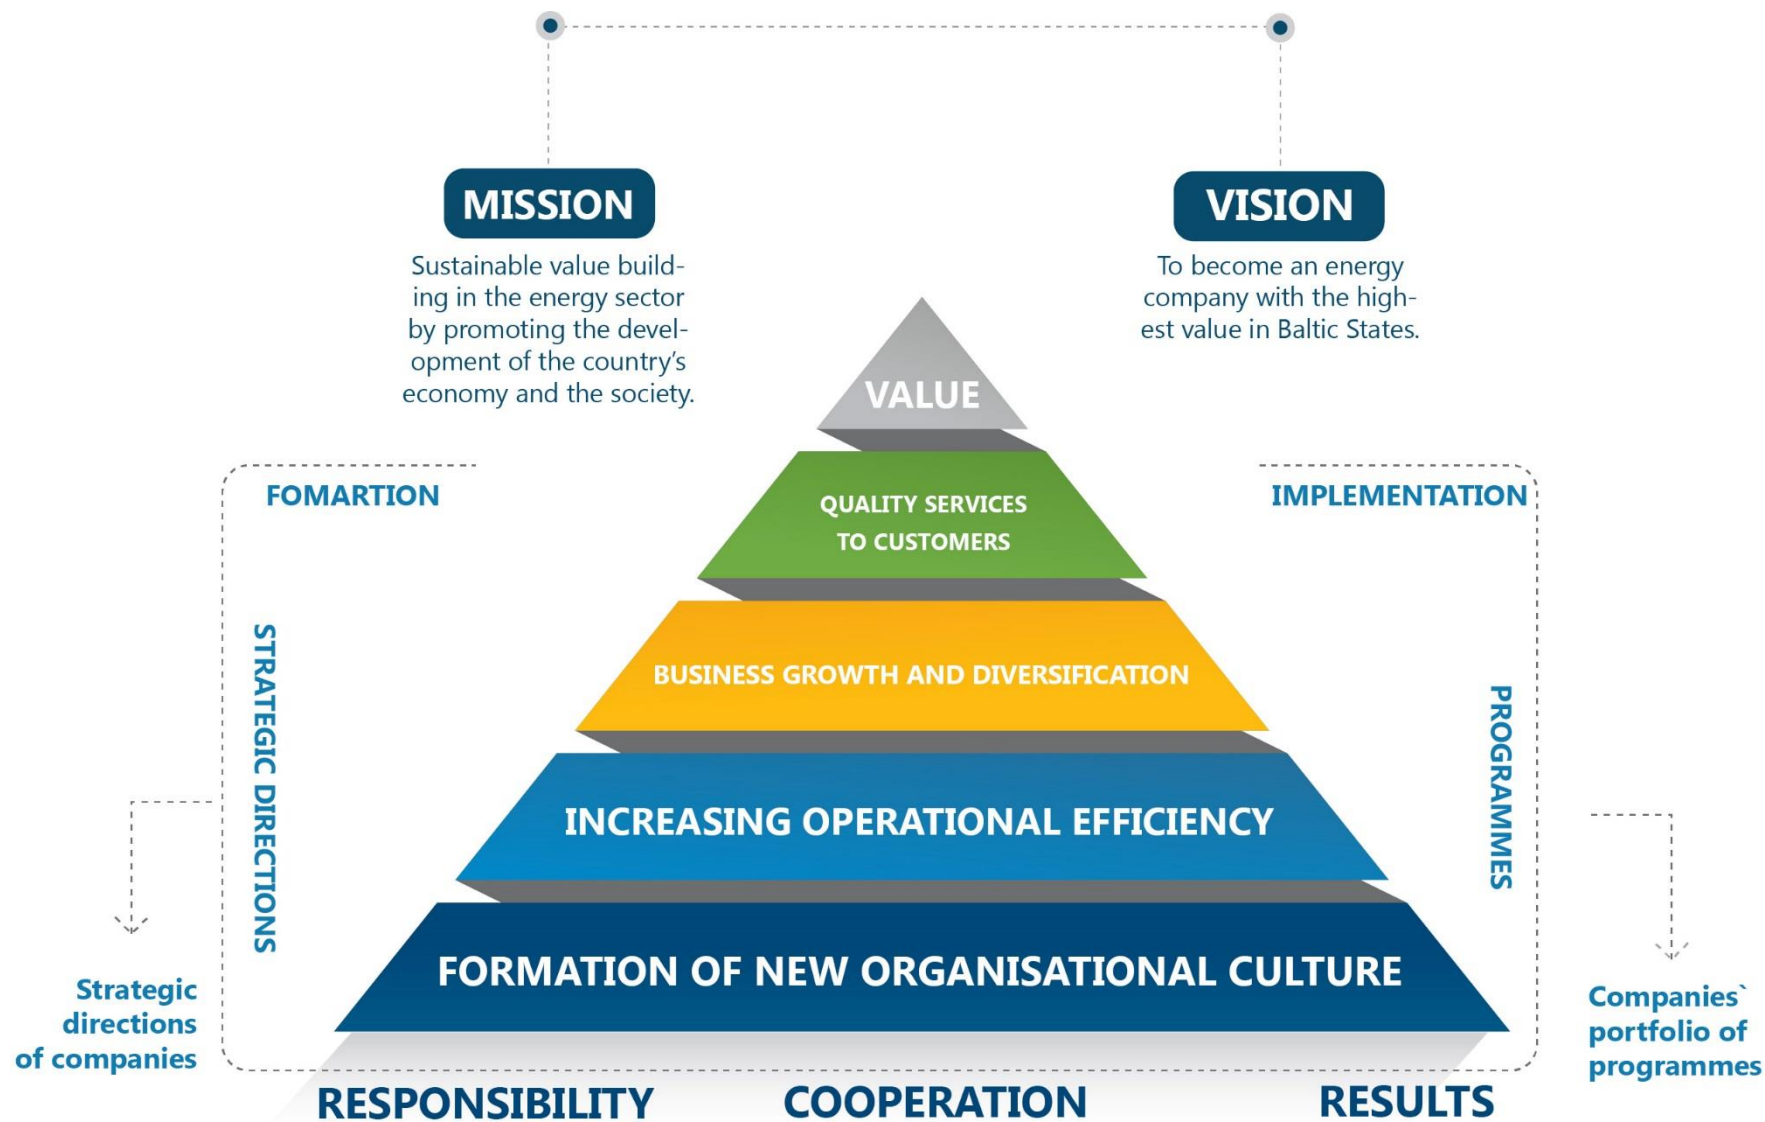 MISSION
Sustainable value build-
ing in the energy sector
by promoting the devel-
opment of the country's
economy and the society.
VISION
To become an energy
company with the high-
est value in Baltic States.
VALUE
FOMARTION
IMPLEMENTATION
QUALITY SERVICES
TO CUSTOMERS
BUSINESS GROWTH AND DIVERSIFICATION
STRATEGIC DIRECTIONS
PROGRAMMES
INCREASING OPERATIONAL EFFICIENCY
FORMATION OF NEW ORGANISATIONAL CULTURE
Strategic
directions
of companies
Companies`
portfolio of
programmes
RESPONSIBILITY
COOPERATION
RESULTS